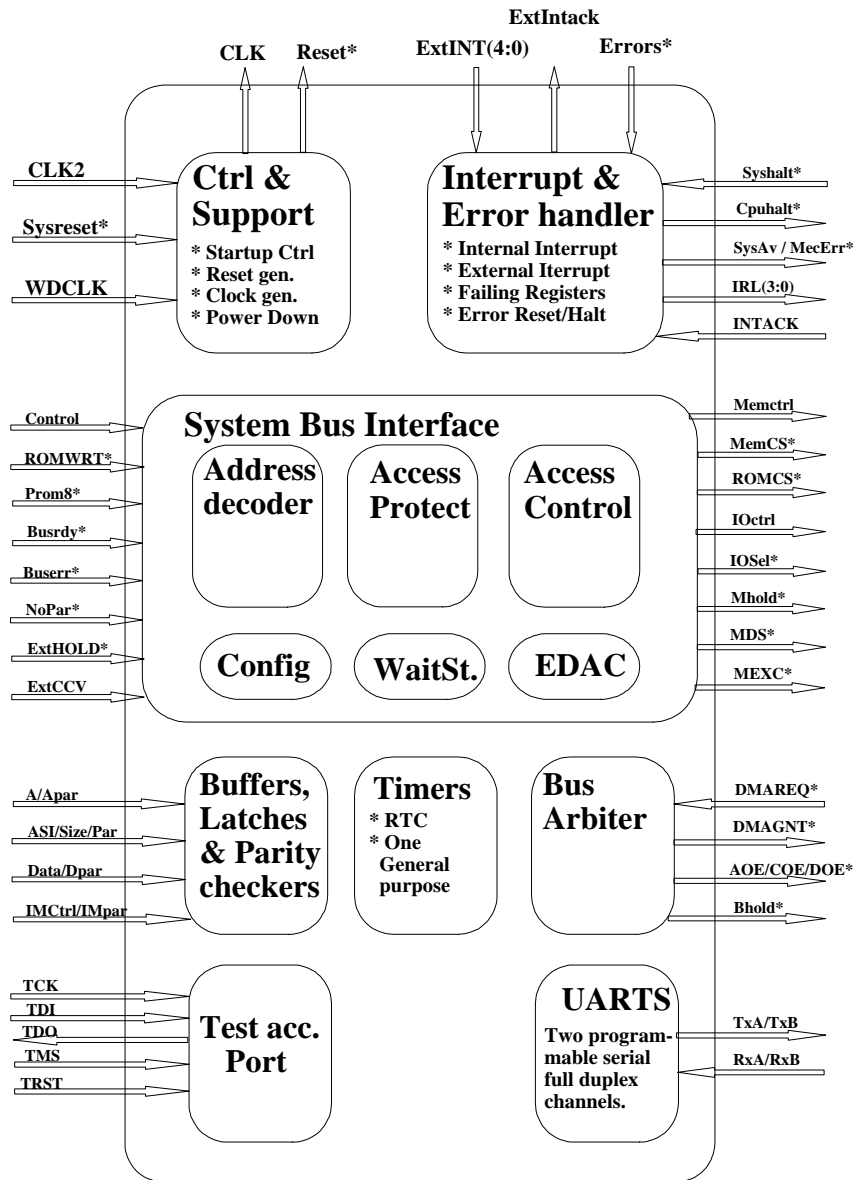 ExtIntack
CLK
Reset*
ExtINT(4:0)
Errors*
CLK2
Sysreset*
WDCLK
Ctrl &
Support
* Startup Ctrl
* Reset gen.
* Clock gen.
* Power Down
Interrupt &
Error handler
* Internal Interrupt
* External Iterrupt
* Failing Registers
* Error Reset/Halt
Syshalt*
Cpuhalt*
SysAv / MecErr*
IRL(3:0)
INTACK
Control
ROMWRT*
Prom8*
Busrdy*
Buserr*
NoPar*
ExtHOLD*
ExtCCV
System Bus Interface
Address
decoder
Access
Protect
Access
Control
Config
WaitSt.
EDAC
Memctrl
MemCS*
ROMCS*
IOctrl
IOSel*
Mhold*
MDS*
MEXC*
A/Apar
ASI/Size/Par
Data/Dpar
IMCtrl/IMpar
Buffers,
Latches
& Parity
checkers
Timers
* RTC
* One
General
purpose
Bus
Arbiter
DMAREQ*
DMAGNT*
AOE/COE/DOE*
Bhold*
TCK
TDI
TDO
TMS
TRST
Test acc.
Port
UARTS
Two program-
mable serial
full duplex
channels.
TxA/TxB
RxA/RxB